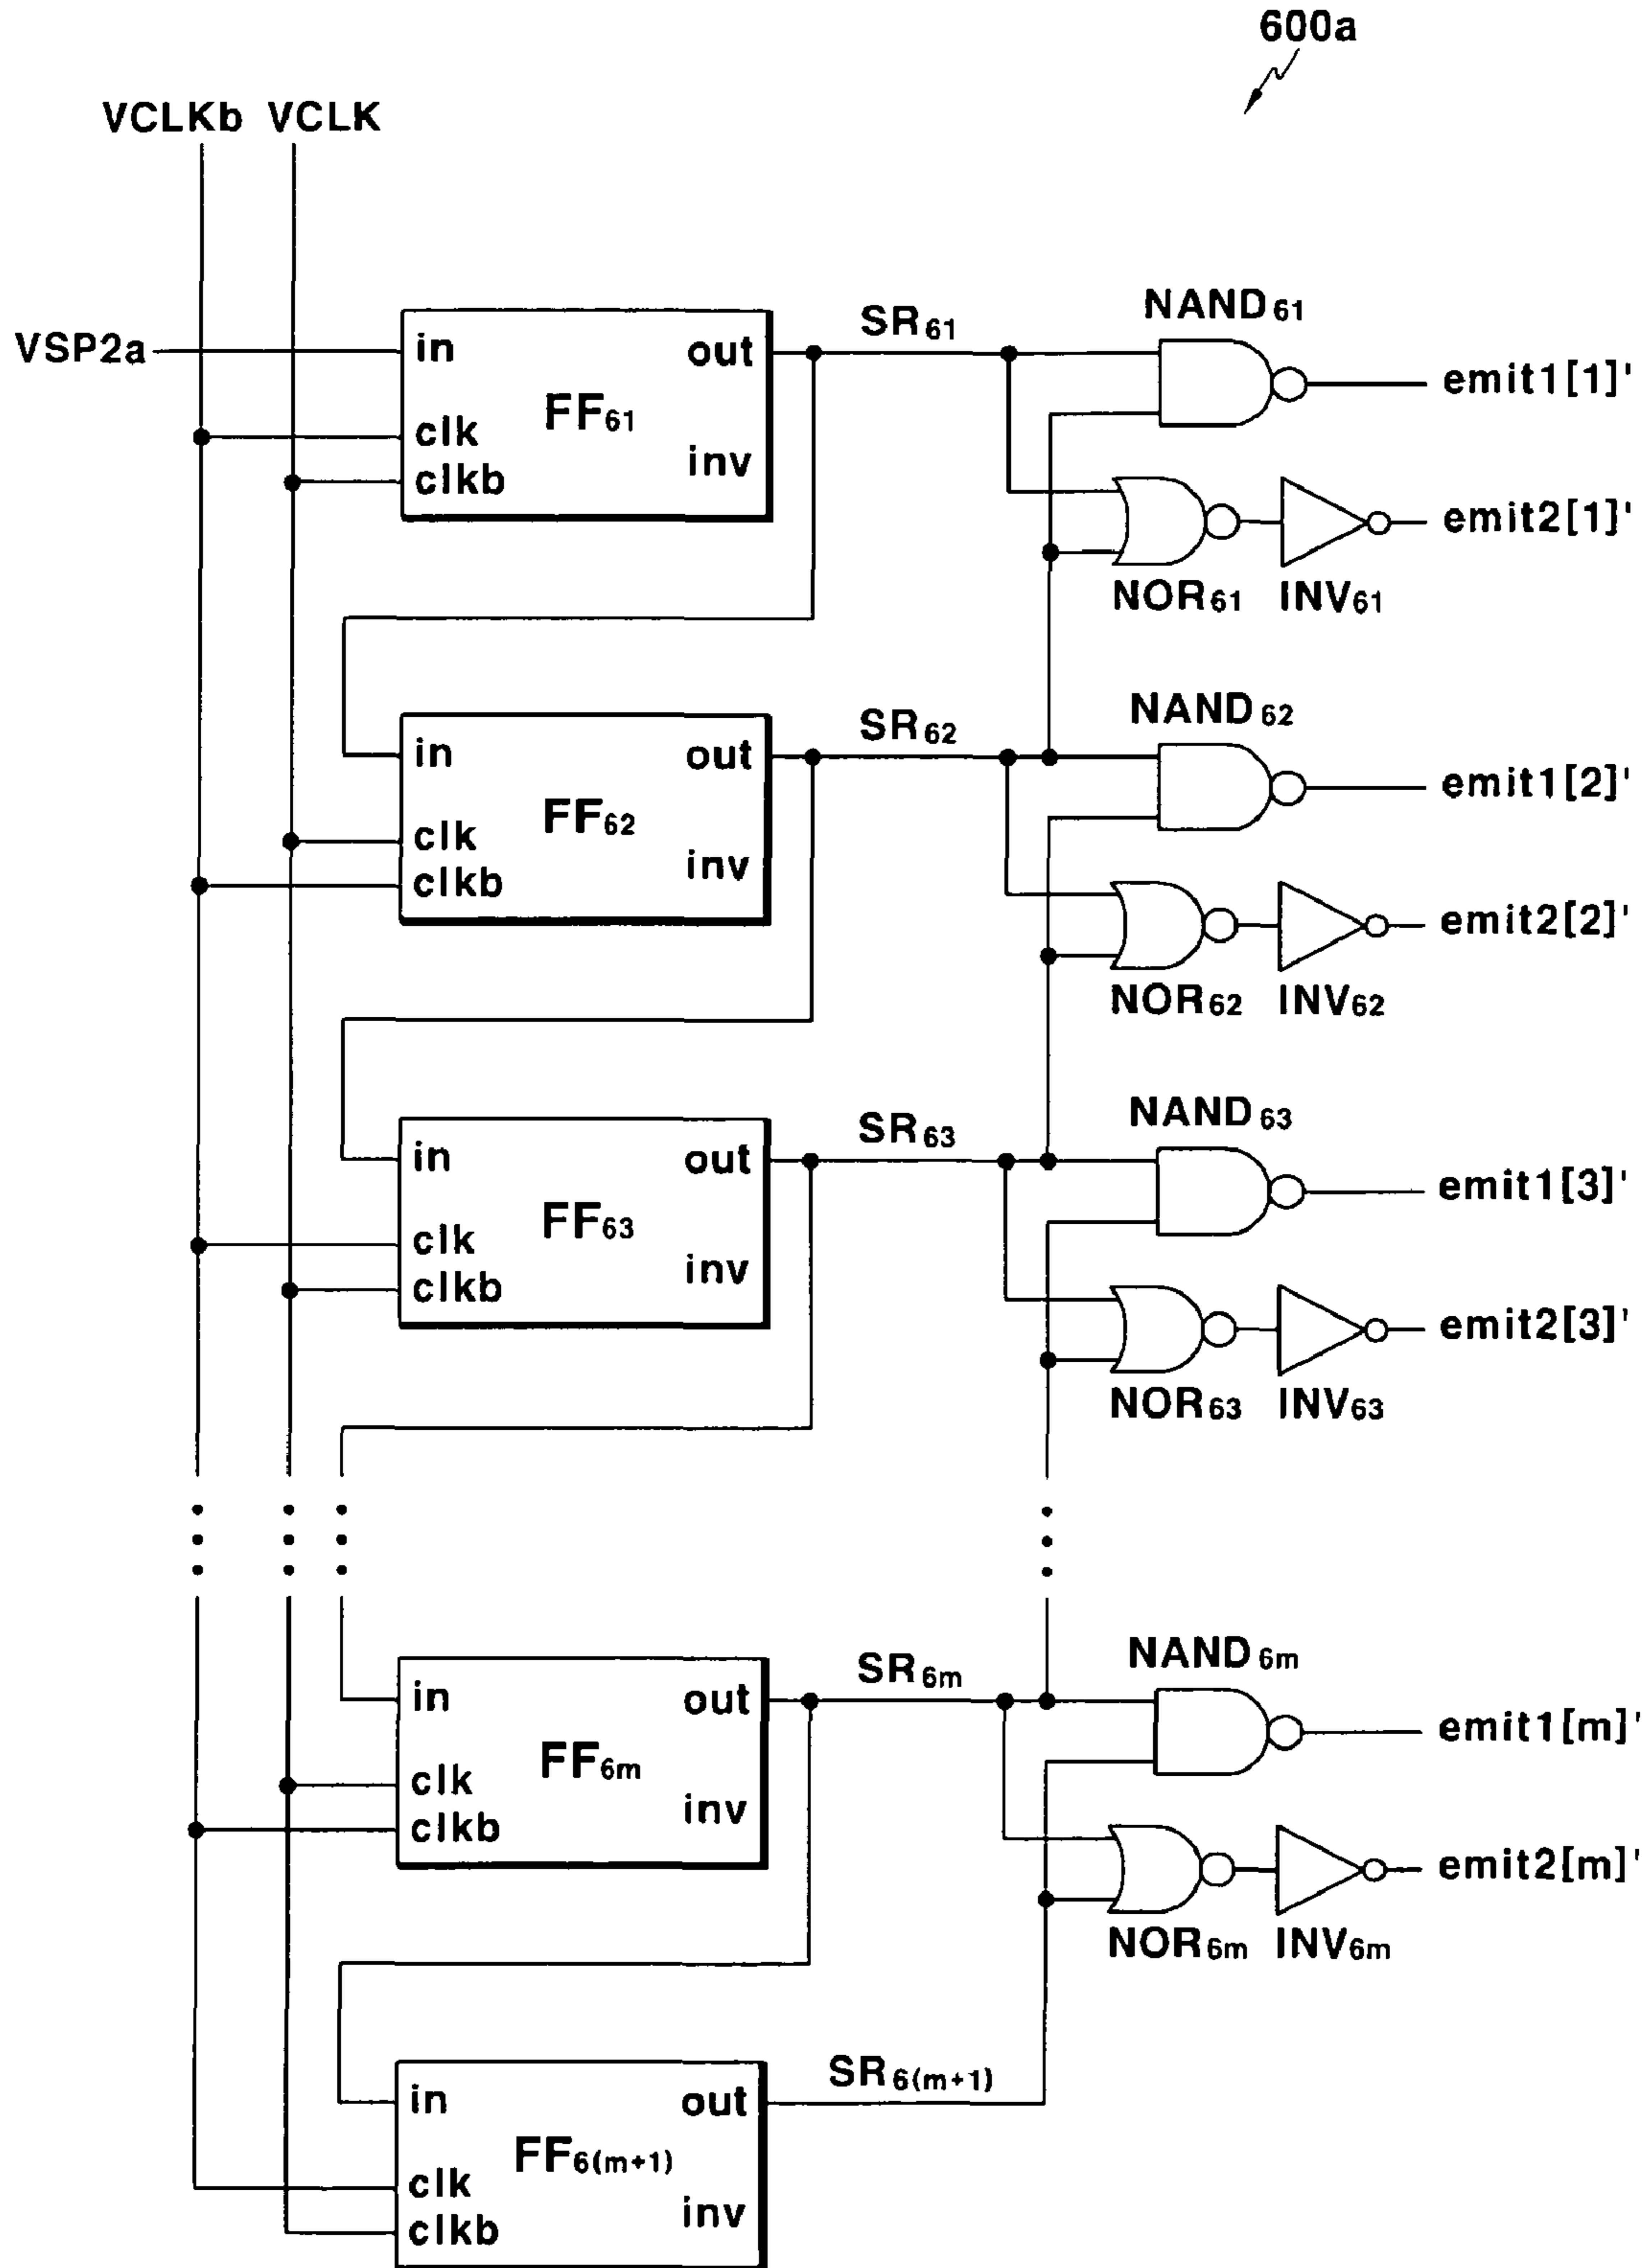 600a
VCLKb VCLK
VSP2a
in
out
FF61
clk
clkb
inv
SR61
NAND61
emit1[1]'
emit2[1]'
NOR61 INV61
in
out
FF62
clk
clkb
inv
SR62
NAND62
emit1[2]'
emit2[2]'
NOR62 INV62
in
out
FF63
clk
clkb
inv
SR63
NAND63
emit1[3]'
emit2[3]'
NOR63 INV63
in
out
FF6m
clk
clkb
inv
SR6m
NAND6m
emit1[m]'
emit2[m]'
NOR6m INV6m
in
out
FF6(m+1)
clk
clkb
inv
SR6(m+1)